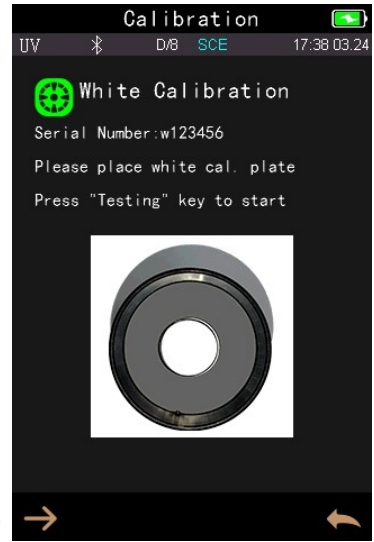 Calibration
UV D/8 SCE 17:38 03.24
White Calibration
Serial Number:w123456
Please place white cal. plate
Press "Testing" key to start